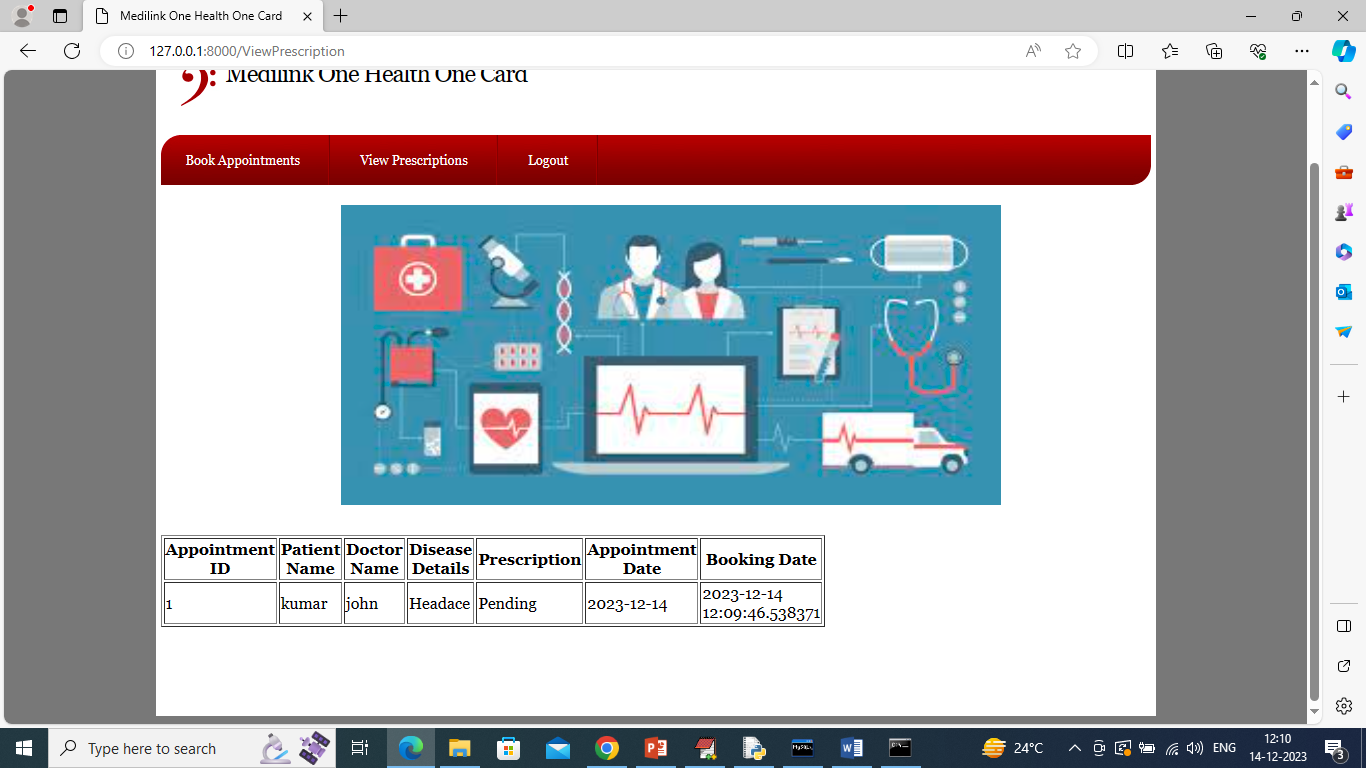 Medilink One Health One Card
127.0.0.1:8000/ViewPrescription
Medilink One Health One Card
Book Appointments View Prescriptions Logout
Appointment ID Patient Name Doctor Name Disease Details Prescription Appointment Date Booking Date
1 kumar john Headace Pending 2023-12-14 2023-12-14 12:09:46.538371
Type here to search
24°C
ENG
12:10
14-12-2023
3